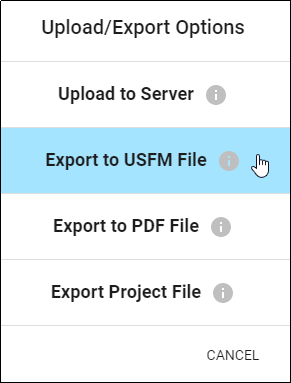 Upload/Export Options
Upload to Server
Export to USFM File
Export to PDF File
Export Project File
CANCEL